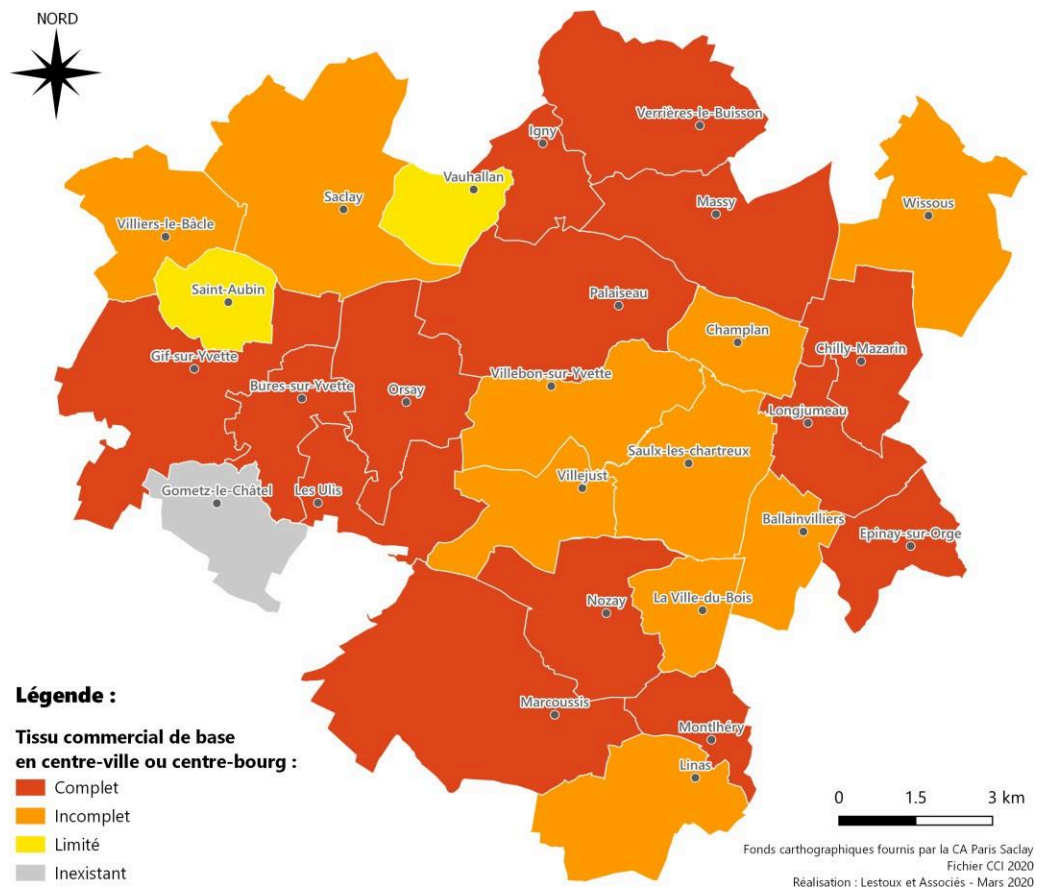 NORD
Verrières-le-Buisson
Igny
Vauhallan
Saclay
Massy
Wissous
Villiers-le-Bâcle
Saint-Aubin
Palaiseau
Champlan
Gif-sur-Yvette
Chilly-Mazarin
Bures-sur-Yvette
Orsay
Villebon-sur-Yvette
Longjumeau
Saulx-les-chartreux
Gometz-le-Châtel
Les Ulis
Villejust
Ballainvilliers
Epinay-sur-Orge
Nozay
La Ville-du-Bois
Marcoussis
Montlhéry
Linas
Légende :
Tissu commercial de base
en centre-ville ou centre-bourg :
Complet
Incomplet
Limité
Inexistant
0 1.5 3 km
Fonds cartographiques fournis par la CA Paris Saclay
Fichier CCI 2020
Réalisation : Lestoux et Associés - Mars 2020